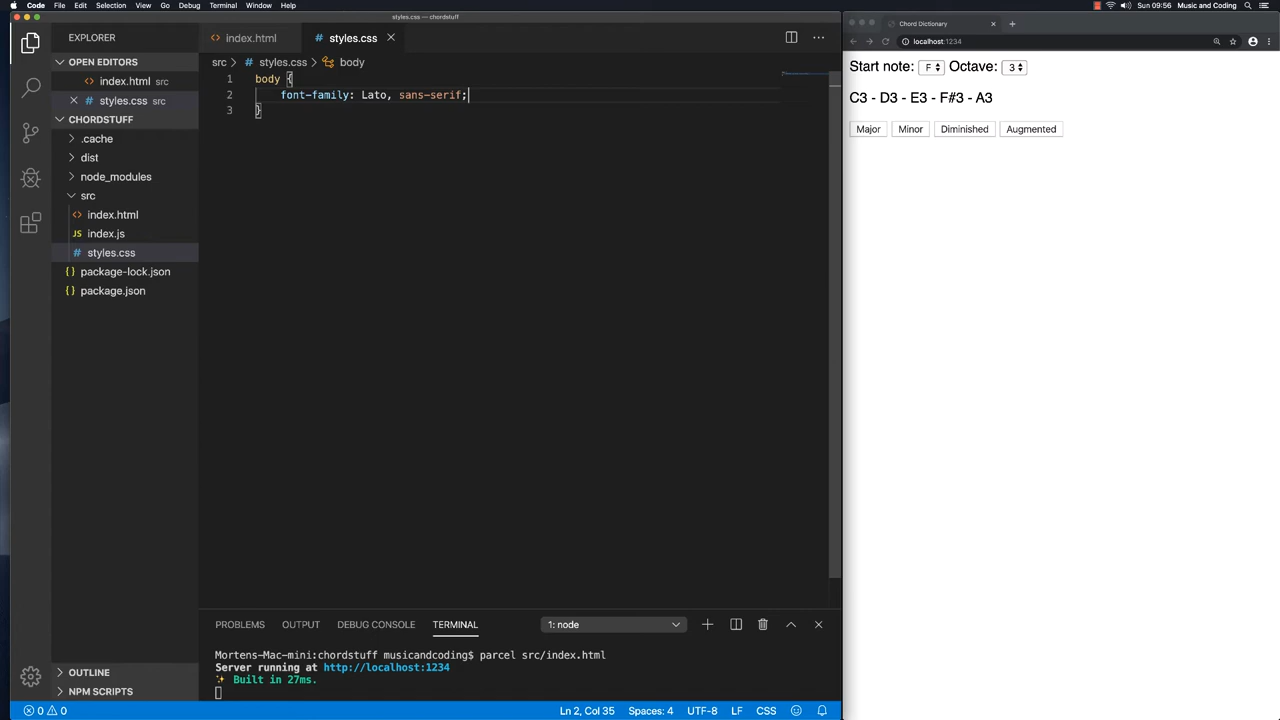 Code File Edit Selection View Go Debug Terminal Window Help
Sun 09:56 Music and Coding
styles.css — chordstuff
EXPLORER
OPEN EDITORS
index.html src
styles.css src
CHORDSTUFF
.cache
dist
node_modules
src
index.html
index.js
styles.css
package-lock.json
package.json
OUTLINE
NPM SCRIPTS
index.html
styles.css
src > styles.css > body
1 body {
2 font-family: Lato, sans-serif;
3 }
PROBLEMS OUTPUT DEBUG CONSOLE TERMINAL
1: node
Mortens-Mac-mini:chordstuff musicandcoding$ parcel src/index.html
Server running at http://localhost:1234
Built in 27ms.
0 0
Ln 2, Col 35 Spaces: 4 UTF-8 LF CSS
Chord Dictionary
localhost:1234
Start note: F Octave: 3
C3 - D3 - E3 - F#3 - A3
Major Minor Diminished Augmented